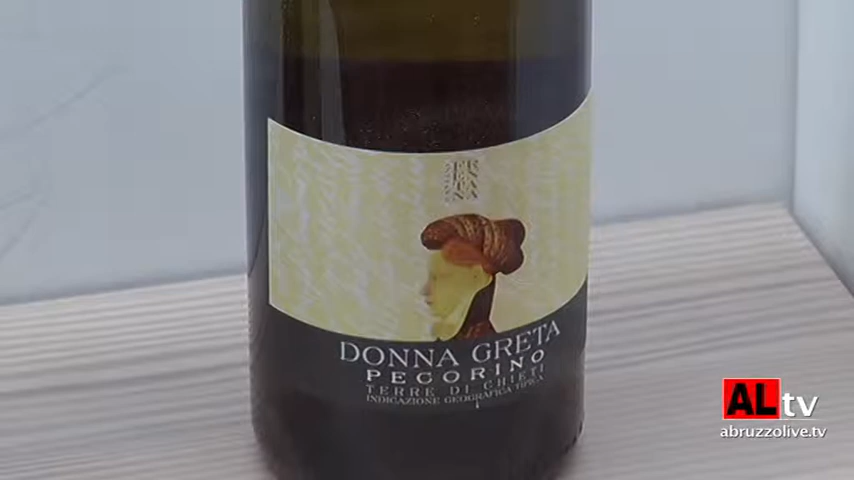 DONNA GRETA
PECORINO
TERRE DI CHIETI
INDICAZIONE GEOGRAFICA TIPICA
ALtv
abruzzolive.tv